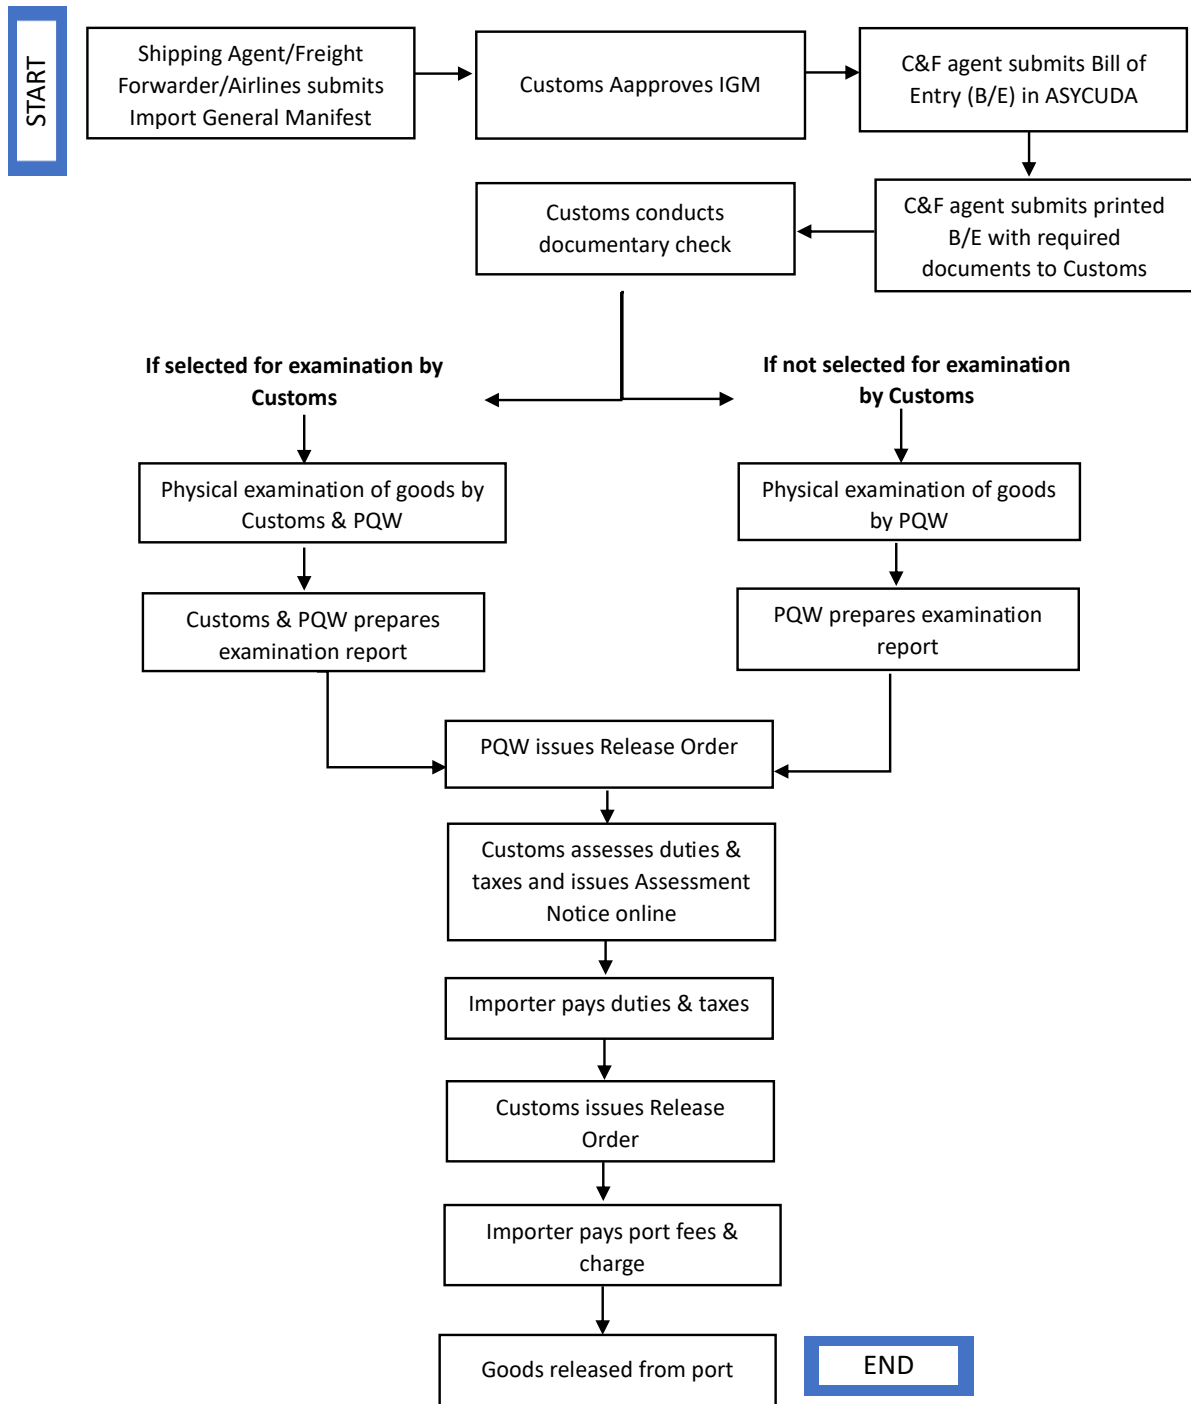 START
Shipping Agent/Freight
Forwarder/Airlines submits
Import General Manifest
Customs Aapproves IGM
C&F agent submits Bill of
Entry (B/E) in ASYCUDA
C&F agent submits printed
B/E with required
documents to Customs
Customs conducts
documentary check
If selected for examination by
Customs
If not selected for examination
by Customs
Physical examination of goods by
Customs & PQW
Physical examination of goods
by PQW
Customs & PQW prepares
examination report
PQW prepares examination
report
PQW issues Release Order
Customs assesses duties &
taxes and issues Assessment
Notice online
Importer pays duties & taxes
Customs issues Release
Order
Importer pays port fees &
charge
Goods released from port
END